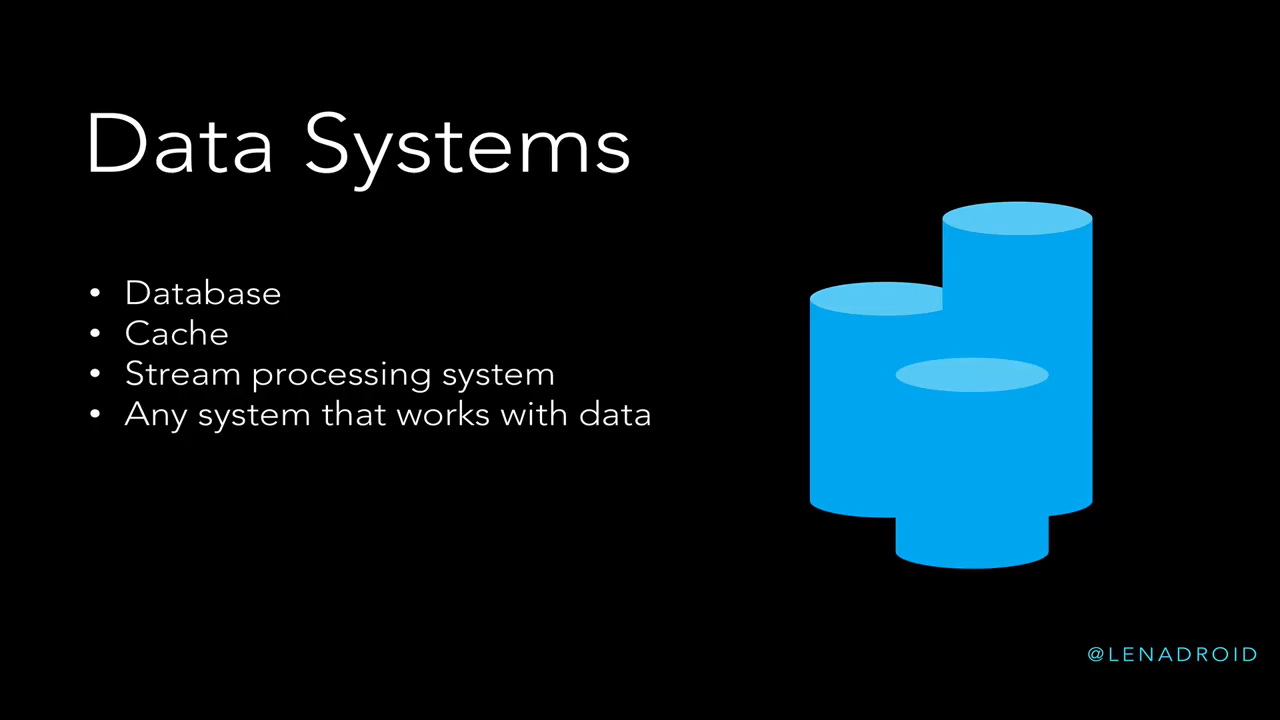 Data Systems
• Database
• Cache
• Stream processing system
• Any system that works with data
@LENADROID